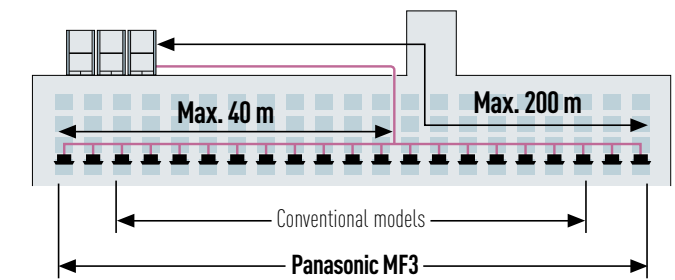 Max. 40 m
Max. 200 m
Conventional models
Panasonic MF3